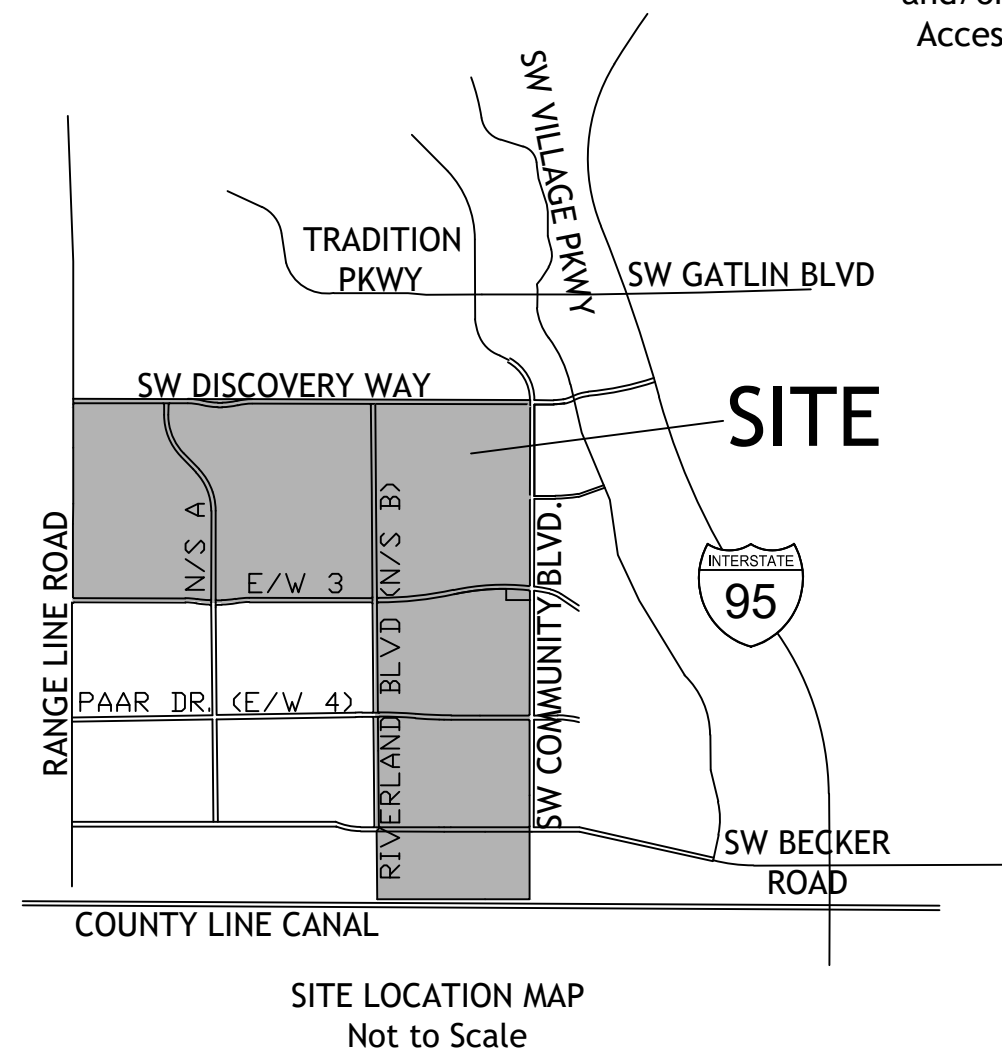 and/or
Acces
SW VILLAGE PKWY
TRADITION
PKWY
SW GATLIN BLVD
SW DISCOVERY WAY
SITE
RANGE LINE ROAD
N/S A
RIVERLAND BLVD (N/S B)
SW COMMUNITY BLVD.
E/W 3
INTERSTATE
95
PAAR DR. (E/W 4)
SW BECKER
ROAD
COUNTY LINE CANAL
SITE LOCATION MAP
Not to Scale